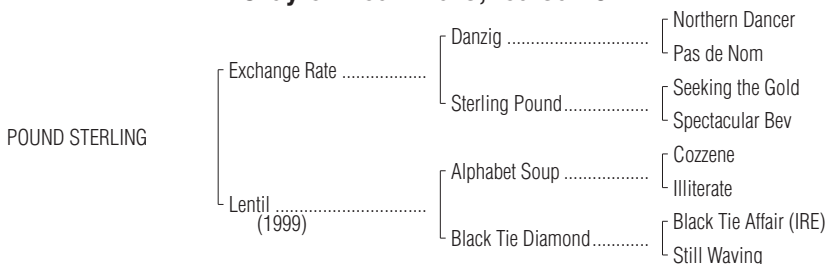 Northern Dancer
Danzig ............................
Pas de Nom
Exchange Rate .................
Seeking the Gold
Sterling Pound.................
Spectacular Bev
POUND STERLING
Cozzene
Alphabet Soup .................
Illiterate
Lentil ..............................
(1999)
Black Tie Affair (IRE)
Black Tie Diamond...........
Still Waving